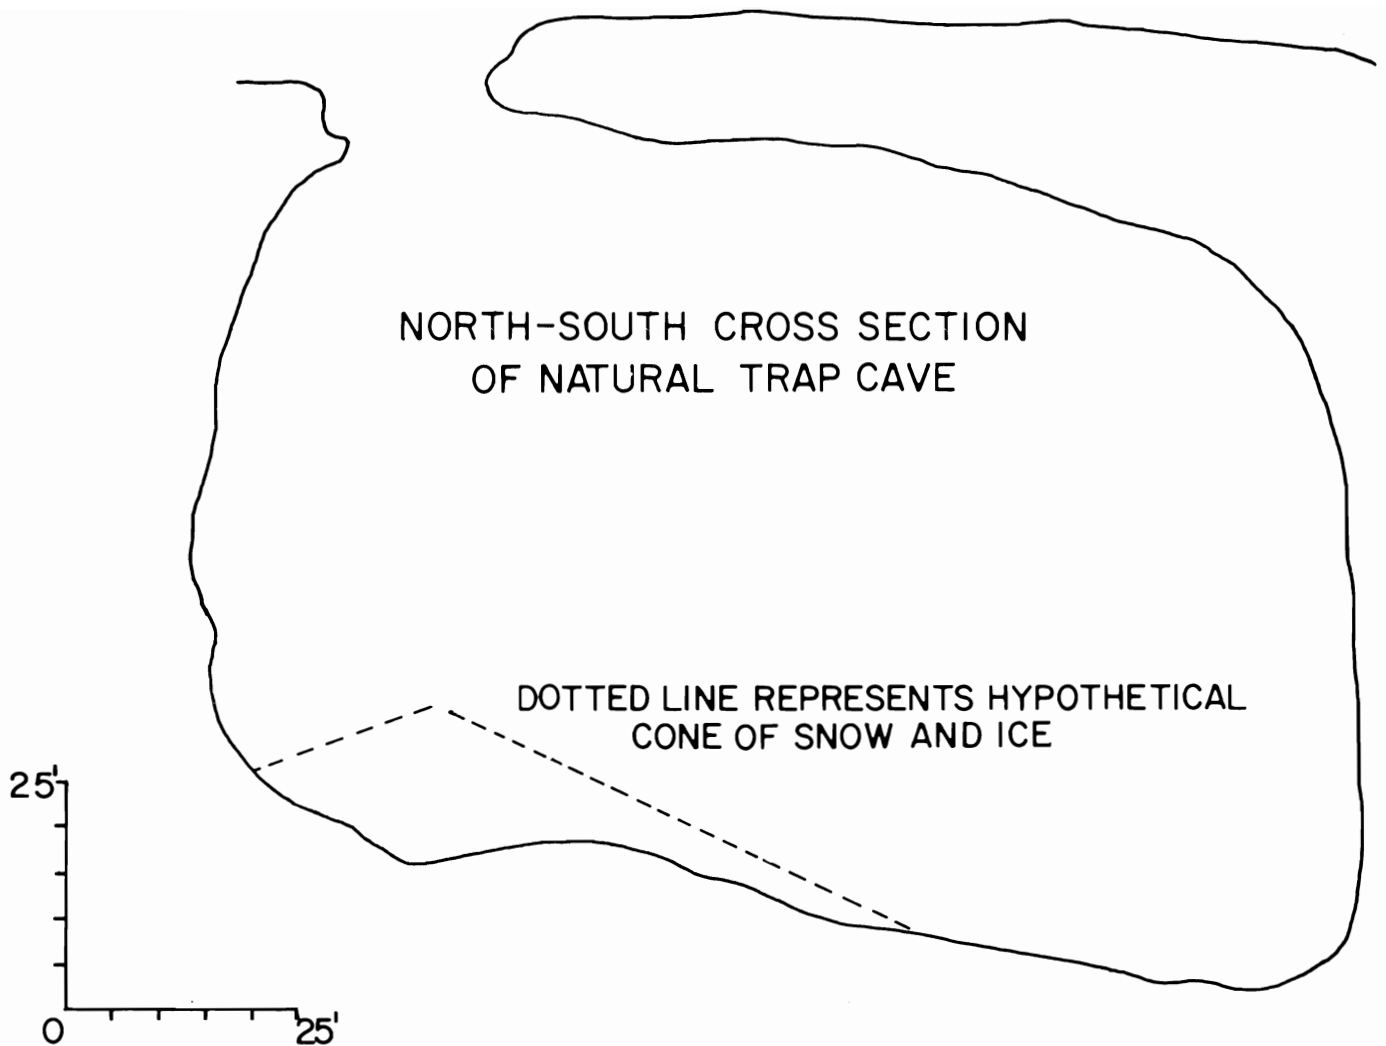 NORTH-SOUTH CROSS SECTION
OF NATURAL TRAP CAVE
DOTTED LINE REPRESENTS HYPOTHETICAL
CONE OF SNOW AND ICE
25'
0 25'